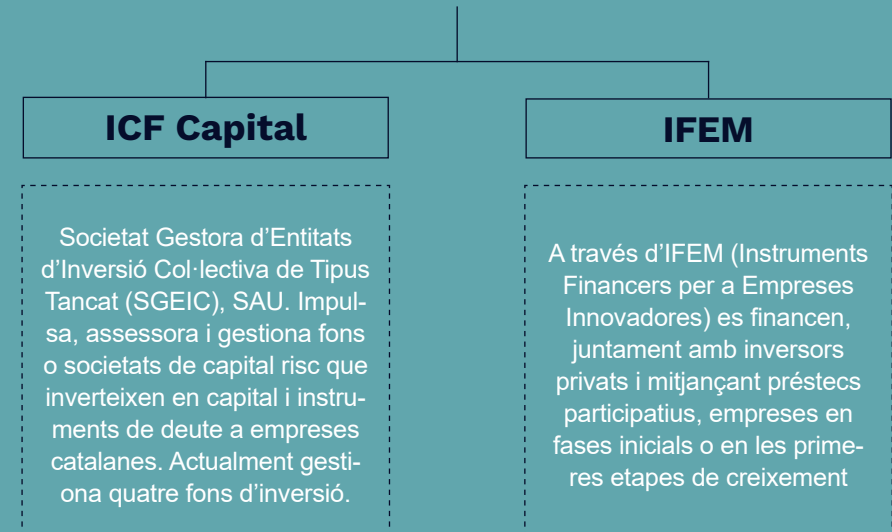 ICF Capital
Societat Gestora d’Entitats
d’Inversió Col·lectiva de Tipus
Tancat (SGEIC), SAU. Impul-
sa, assessora i gestiona fons
o societats de capital risc que
inverteixen en capital i instru-
ments de deute a empreses
catalanes. Actualment gesti-
ona quatre fons d’inversió.
IFEM
A través d’IFEM (Instruments
Financers per a Empreses
Innovadores) es financen,
juntament amb inversors
privats i mitjançant préstecs
participatius, empreses en
fases inicials o en les prime-
res etapes de creixement